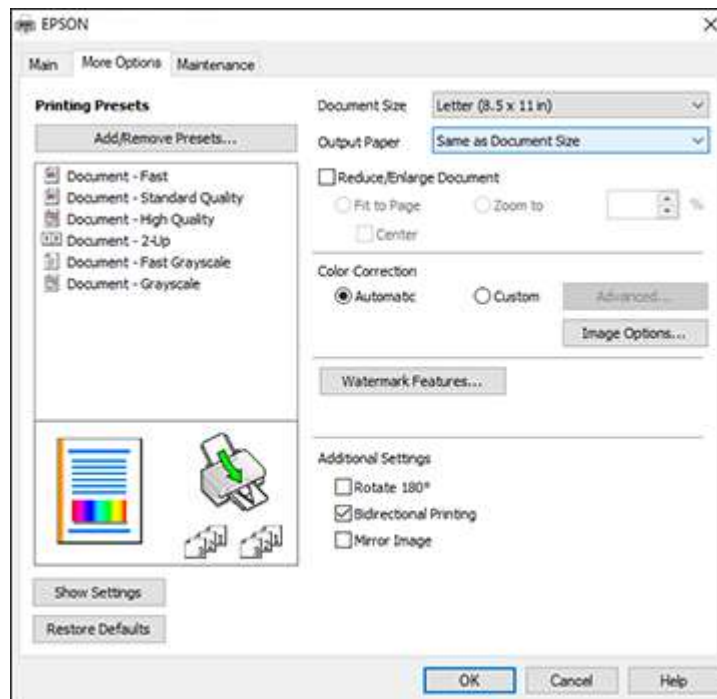 EPSON
Main More Options Maintenance
Printing Presets
Add/Remove Presets...
Document - Fast
Document - Standard Quality
Document - High Quality
Document - 2-Up
Document - Fast Grayscale
Document - Grayscale
Show Settings
Restore Defaults
Document Size Letter (8.5 x 11 in)
Output Paper Same as Document Size
Reduce/Enlarge Document
Fit to Page Zoom to %
Center
Color Correction
Automatic Custom Advanced...
Image Options...
Watermark Features...
Additional Settings
Rotate 180°
Bidirectional Printing
Mirror Image
OK Cancel Help